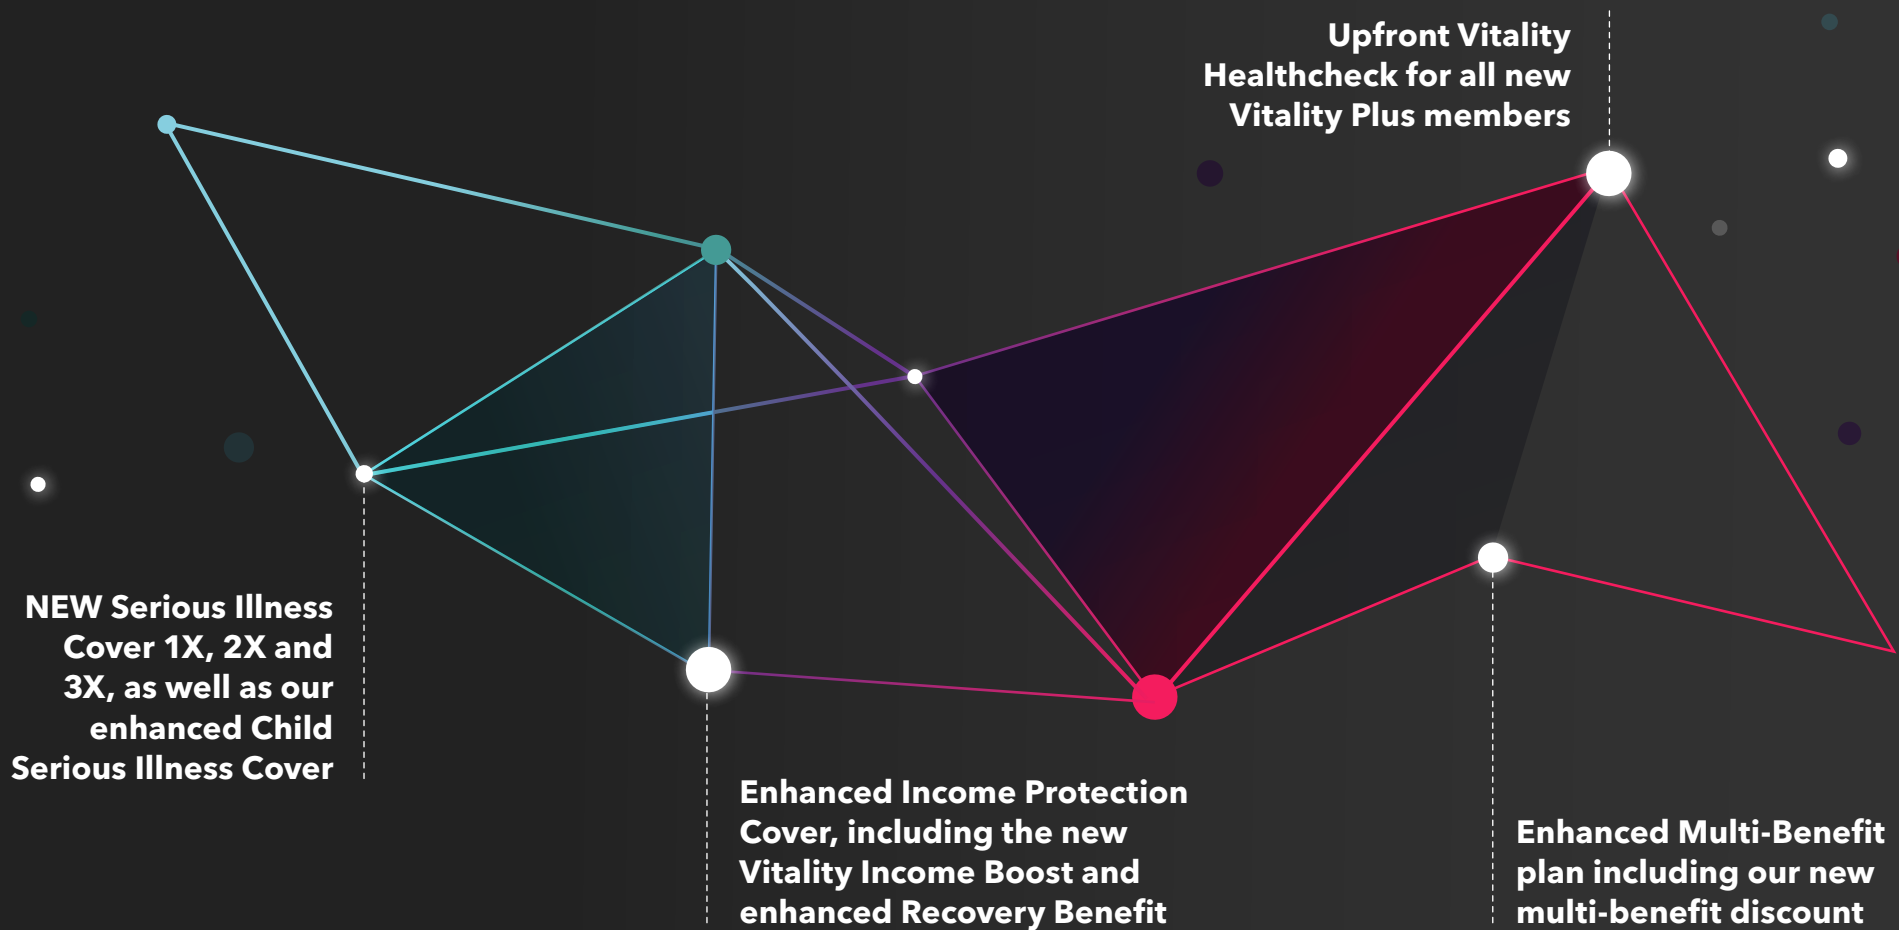 Upfront Vitality
Healthcheck for all new
Vitality Plus members
NEW Serious Illness
Cover 1X, 2X and
3X, as well as our
enhanced Child
Serious Illness Cover
Enhanced Income Protection
Cover, including the new
Vitality Income Boost and
enhanced Recovery Benefit
Enhanced Multi-Benefit
plan including our new
multi-benefit discount